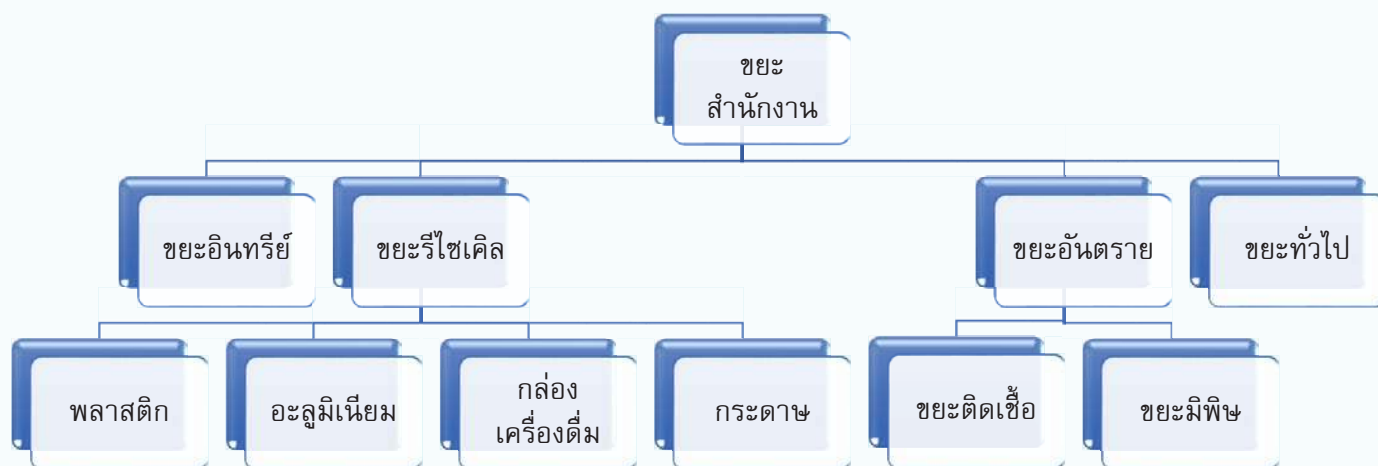 ขยะ
สำนักงาน
ขยะอินทรีย์
ขยะรีไซเคิล
ขยะอันตราย
ขยะทั่วไป
พลาสติก
อะลูมิเนียม
กล่อง
เครื่องดื่ม
กระดาษ
ขยะติดเชื้อ
ขยะมิพิษ